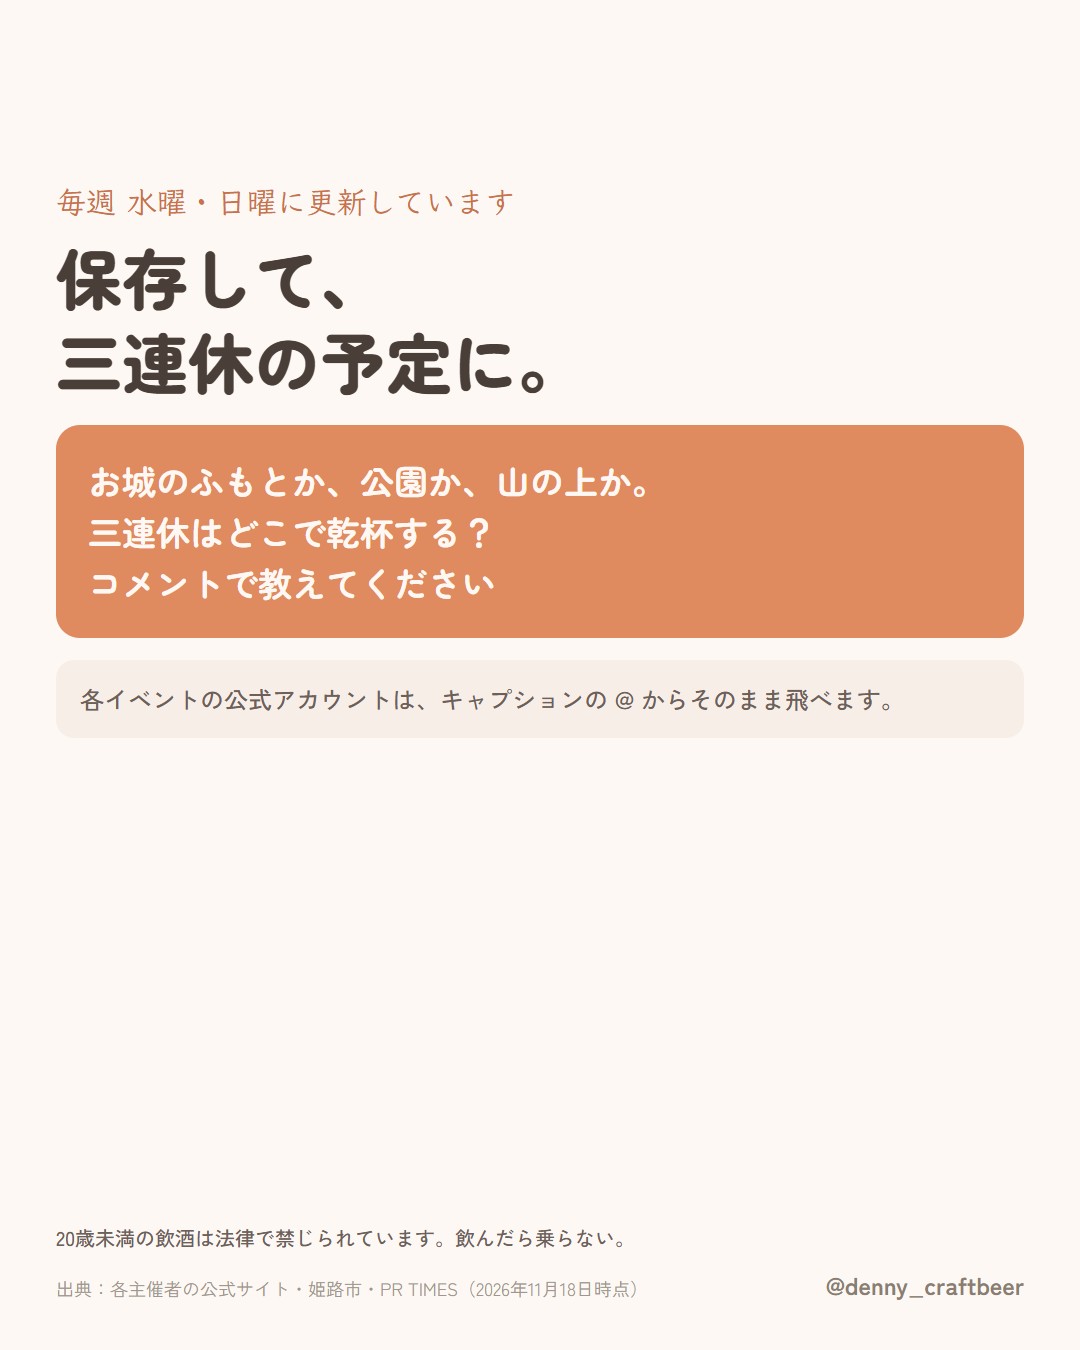 毎週 水曜・日曜に更新しています
保存して、
三連休の予定に。
お城のふもとか、公園か、山の上か。
三連休はどこで乾杯する？
コメントで教えてください
各イベントの公式アカウントは、キャプションの @ からそのまま飛べます。
20歳未満の飲酒は法律で禁じられています。飲んだら乗らない。
出典：各主催者の公式サイト・姫路市・PR TIMES（2026年11月18日時点）
@denny_craftbeer